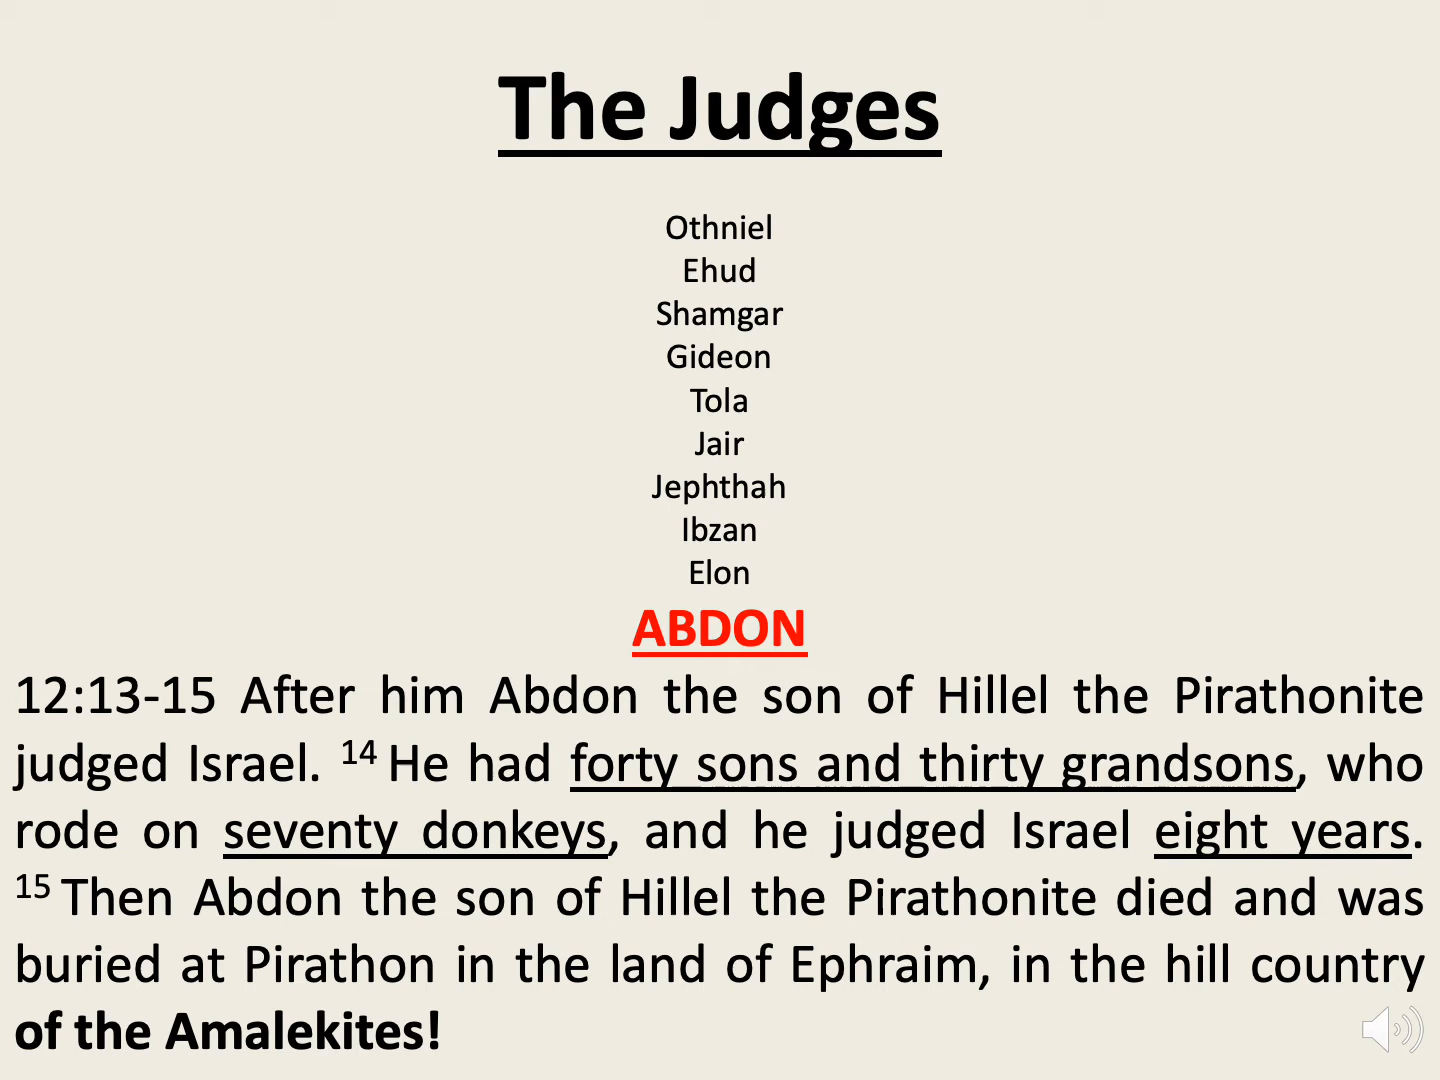 The Judges
Othniel
Ehud
Shamgar
Gideon
Tola
Jair
Jephthah
Ibzan
Elon
ABDON
12:13-15 After him Abdon the son of Hillel the Pirathonite
judged Israel. 14 He had forty sons and thirty grandsons, who
rode on seventy donkeys, and he judged Israel eight years.
15 Then Abdon the son of Hillel the Pirathonite died and was
buried at Pirathon in the land of Ephraim, in the hill country
of the Amalekites!